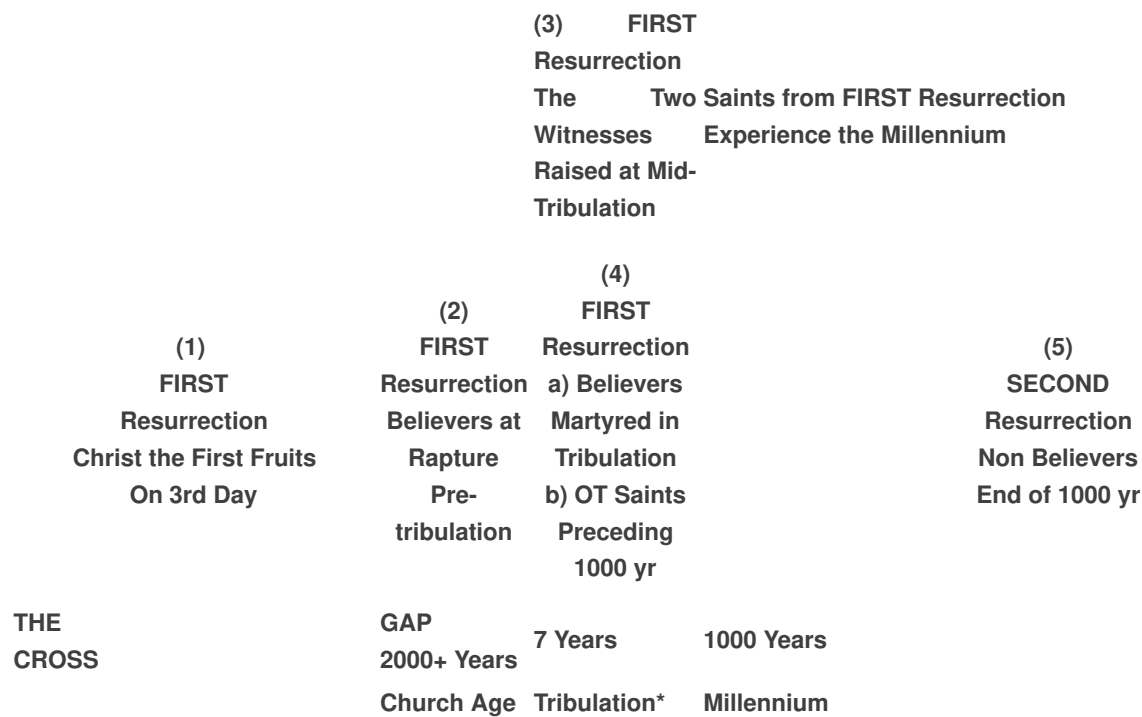 (3) FIRST
Resurrection
The Two Saints from FIRST Resurrection
Witnesses Experience the Millennium
Raised at Mid-
Tribulation
(4)
(2) FIRST
(1) FIRST Resurrection (5)
FIRST Resurrection a) Believers SECOND
Resurrection Believers at Martyred in Resurrection
Christ the First Fruits Rapture Tribulation Non Believers
On 3rd Day Pre- b) OT Saints End of 1000 yr
tribulation Preceding
1000 yr
THE GAP
7 Years 1000 Years
CROSS 2000+ Years
Church Age Tribulation* Millennium